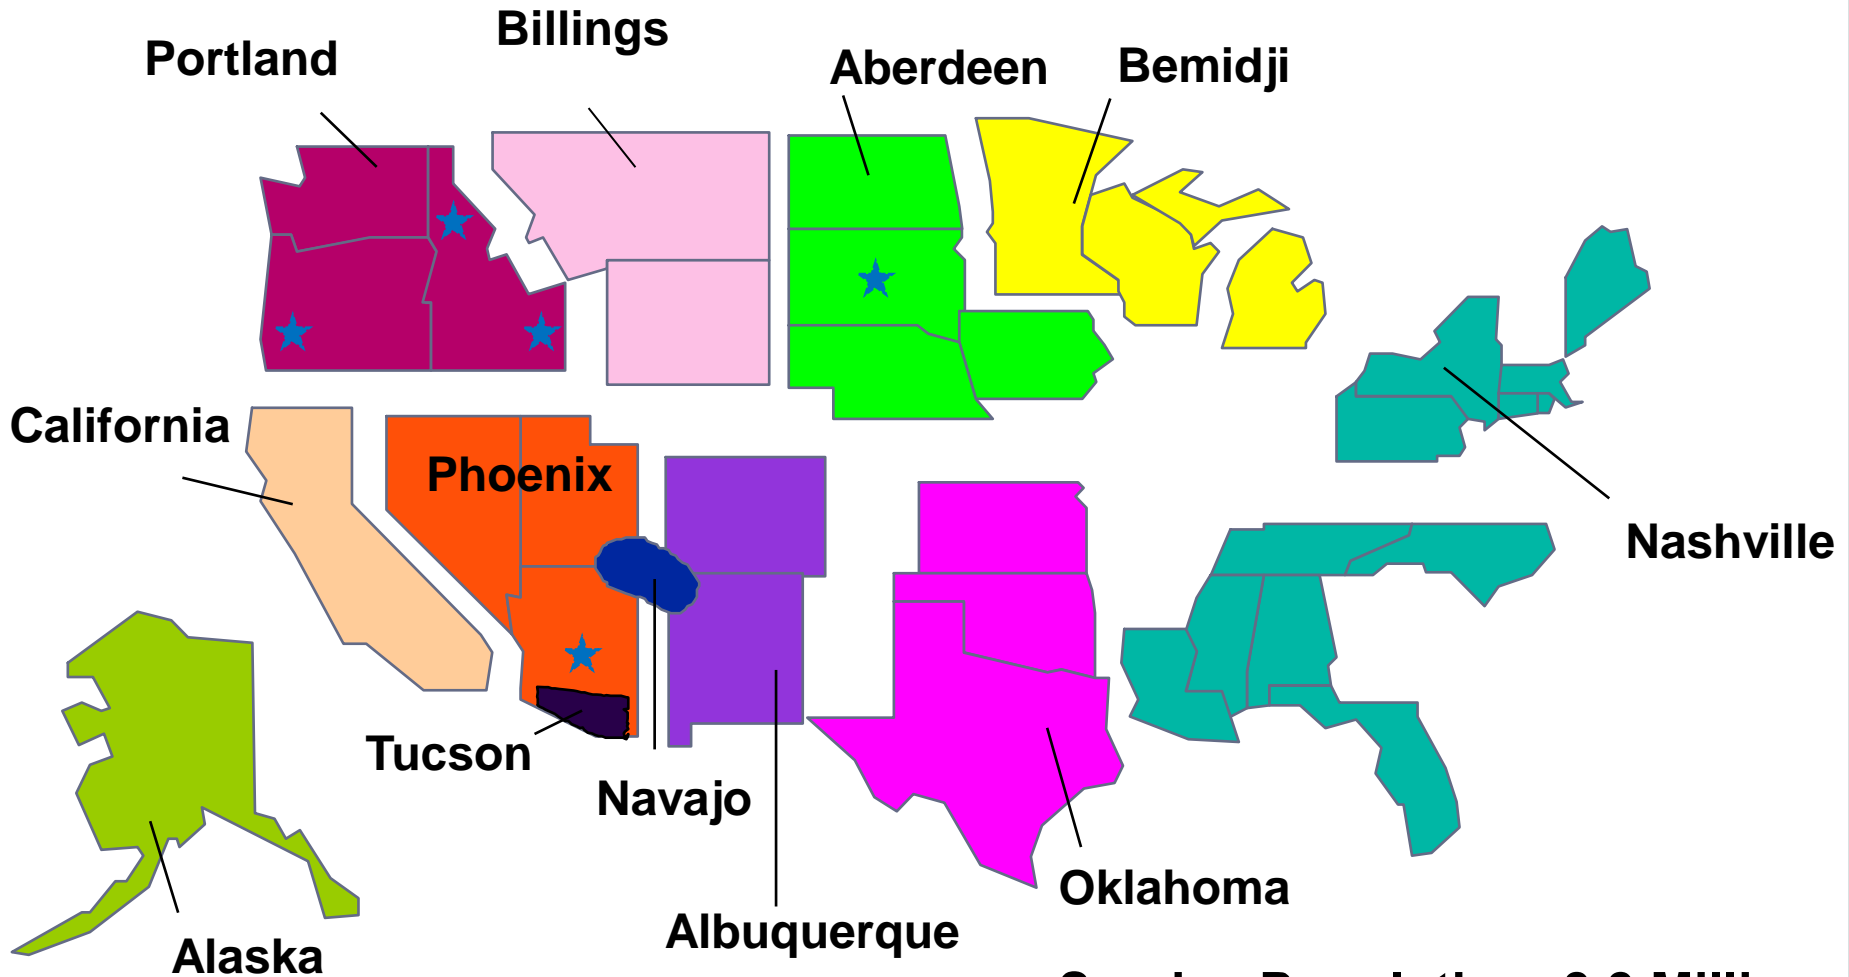 Billings
Portland
Aberdeen
Bemidji
California
Phoenix
Nashville
Tucson
Navajo
Oklahoma
Albuquerque
Alaska